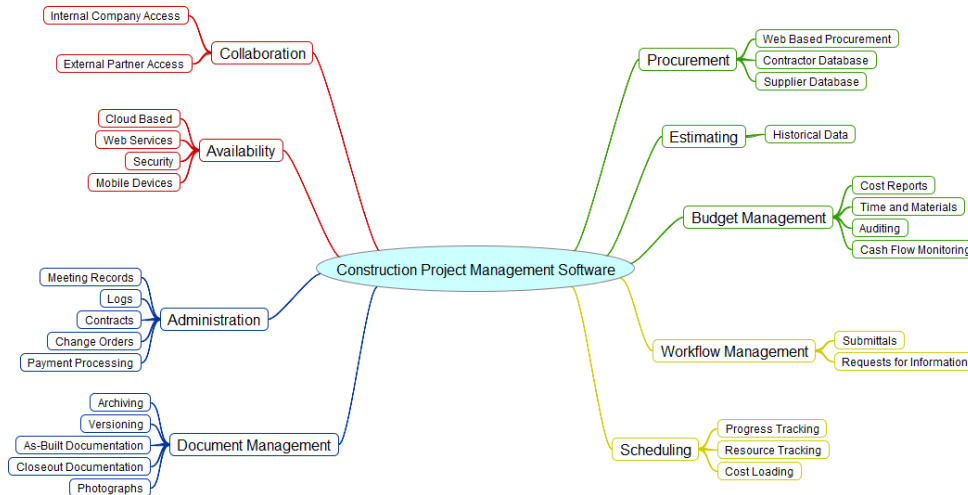 Internal Company Access
External Partner Access
Collaboration
Cloud Based
Web Services
Security
Mobile Devices
Availability
Meeting Records
Logs
Contracts
Change Orders
Payment Processing
Administration
Archiving
Versioning
As-Built Documentation
Closeout Documentation
Photographs
Document Management
Construction Project Management Software
Procurement
Web Based Procurement
Contractor Database
Supplier Database
Estimating
Historical Data
Budget Management
Cost Reports
Time and Materials
Auditing
Cash Flow Monitoring
Workflow Management
Submittals
Requests for Information
Scheduling
Progress Tracking
Resource Tracking
Cost Loading